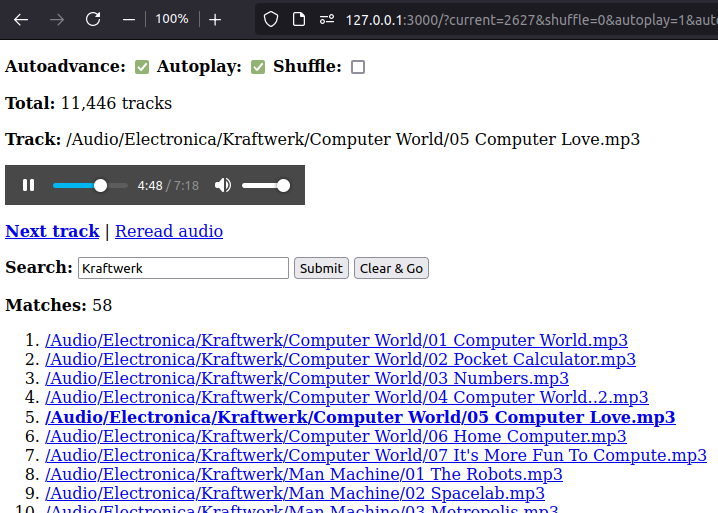 100%
127.0.0.1:3000/?current=2627&shuffle=0&autoplay=1&aut
Autoadvance: Autoplay: Shuffle:
Total: 11,446 tracks
Track: /Audio/Electronica/Kraftwerk/Computer World/05 Computer Love.mp3
4:48 / 7:18
Next track | Reread audio
Search: Kraftwerk Submit Clear & Go
Matches: 58
1. /Audio/Electronica/Kraftwerk/Computer World/01 Computer World.mp3
2. /Audio/Electronica/Kraftwerk/Computer World/02 Pocket Calculator.mp3
3. /Audio/Electronica/Kraftwerk/Computer World/03 Numbers.mp3
4. /Audio/Electronica/Kraftwerk/Computer World/04 Computer World..2.mp3
5. /Audio/Electronica/Kraftwerk/Computer World/05 Computer Love.mp3
6. /Audio/Electronica/Kraftwerk/Computer World/06 Home Computer.mp3
7. /Audio/Electronica/Kraftwerk/Computer World/07 It's More Fun To Compute.mp3
8. /Audio/Electronica/Kraftwerk/Man Machine/01 The Robots.mp3
9. /Audio/Electronica/Kraftwerk/Man Machine/02 Spacelab.mp3
10. /Audio/Electronica/Kraftwerk/Man Machine/03 Metropolis.mp3